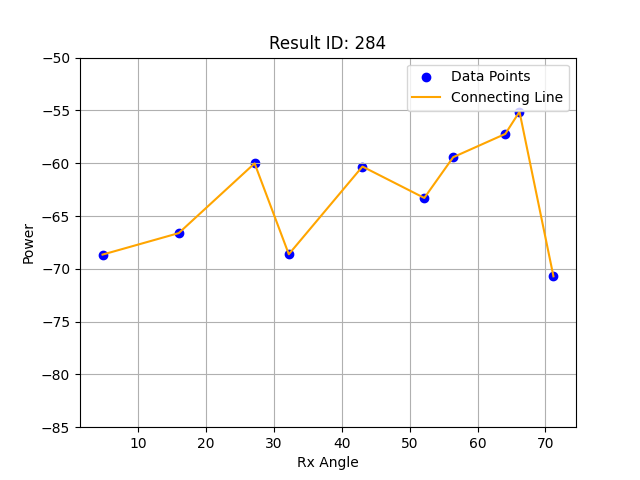 Result ID: 284
Data Points
Connecting Line
−50
−55
−60
−65
−70
−75
−80
−85
Power
10 20 30 40 50 60 70
Rx Angle